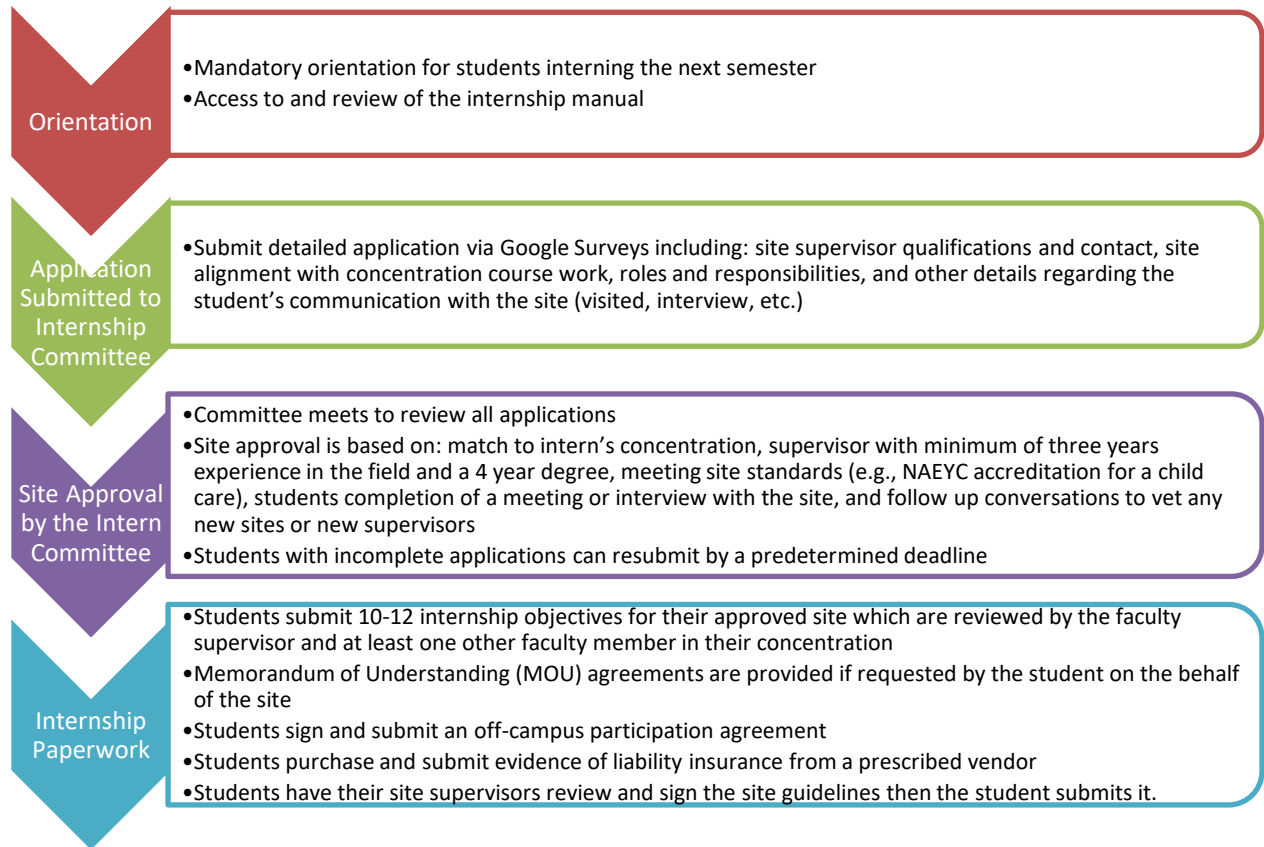 Orientation
•Mandatory orientation for students interning the next semester
•Access to and review of the internship manual
Application
Submitted to
Internship
Committee
•Submit detailed application via Google Surveys including: site supervisor qualifications and contact, site
alignment with concentration course work, roles and responsibilities, and other details regarding the
student's communication with the site (visited, interview, etc.)
Site Approval
by the Intern
Committee
•Committee meets to review all applications
•Site approval is based on: match to intern's concentration, supervisor with minimum of three years
experience in the field and a 4 year degree, meeting site standards (e.g., NAEYC accreditation for a child
care), students completion of a meeting or interview with the site, and follow up conversations to vet any
new sites or new supervisors
•Students with incomplete applications can resubmit by a predetermined deadline
Internship
Paperwork
•Students submit 10-12 internship objectives for their approved site which are reviewed by the faculty
supervisor and at least one other faculty member in their concentration
•Memorandum of Understanding (MOU) agreements are provided if requested by the student on the behalf
of the site
•Students sign and submit an off-campus participation agreement
•Students purchase and submit evidence of liability insurance from a prescribed vendor
•Students have their site supervisors review and sign the site guidelines then the student submits it.